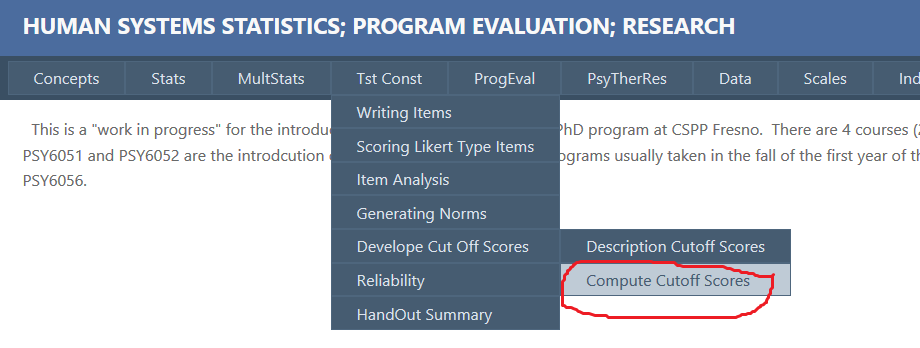 HUMAN SYSTEMS STATISTICS; PROGRAM EVALUATION; RESEARCH
Concepts Stats MultStats Tst Const ProgEval PsyTherRes Data Scales Ind
Writing Items
This is a "work in progress" for the introdu PhD program at CSPP Fresno. There are 4 courses (2
Scoring Likert Type Items
PSY6051 and PSY6052 are the introdcution ograms usually taken in the fall of the first year of th
Item Analysis
PSY6056.
Generating Norms
Develope Cut Off Scores Description Cutoff Scores
Reliability Compute Cutoff Scores
HandOut Summary